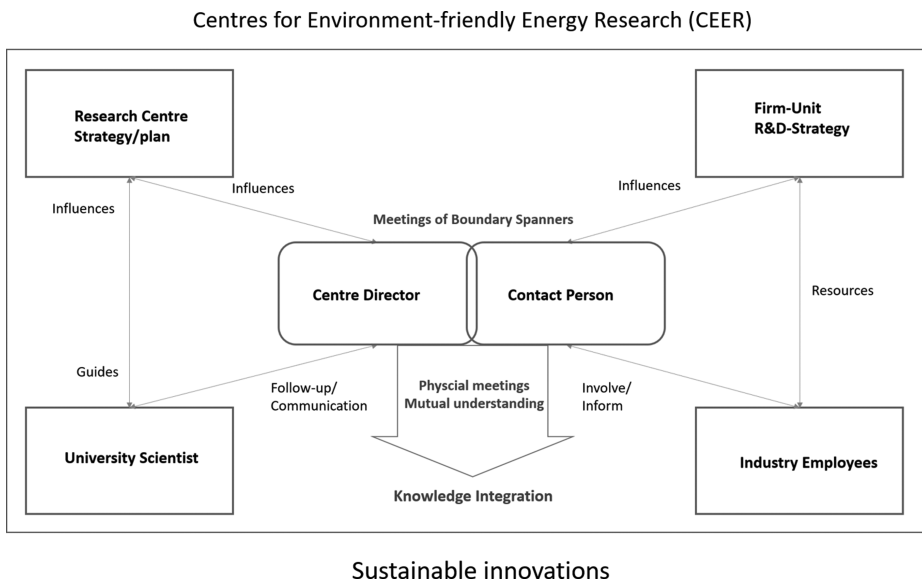 Centres for Environment-friendly Energy Research (CEER)
Research Centre
Strategy/plan
Firm-Unit
R&D-Strategy
Influences
Influences
Influences
Meetings of Boundary Spanners
Centre Director
Contact Person
Resources
Guides
Follow-up/
Communication
Physcial meetings
Mutual understanding
Involve/
Inform
University Scientist
Industry Employees
Knowledge Integration
Sustainable innovations